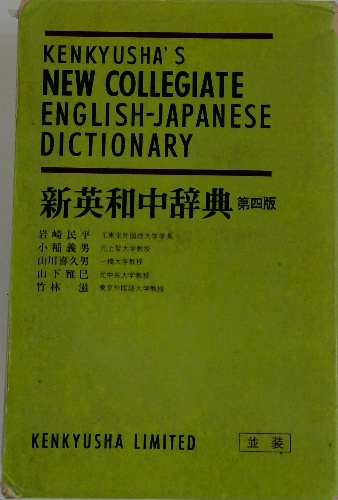 KENKYUSHA'S
NEW COLLEGIATE
ENGLISH-JAPANESE
DICTIONARY
新英和中辞典 第四版
岩崎民平 元東京外国語大学学長
小稲義男 元上智大学教授
山川喜久男 一橋大学教授
山下雅巳 元中央大学教授
竹林 滋 東京外国語大学教授
KENKYUSHA LIMITED
並装